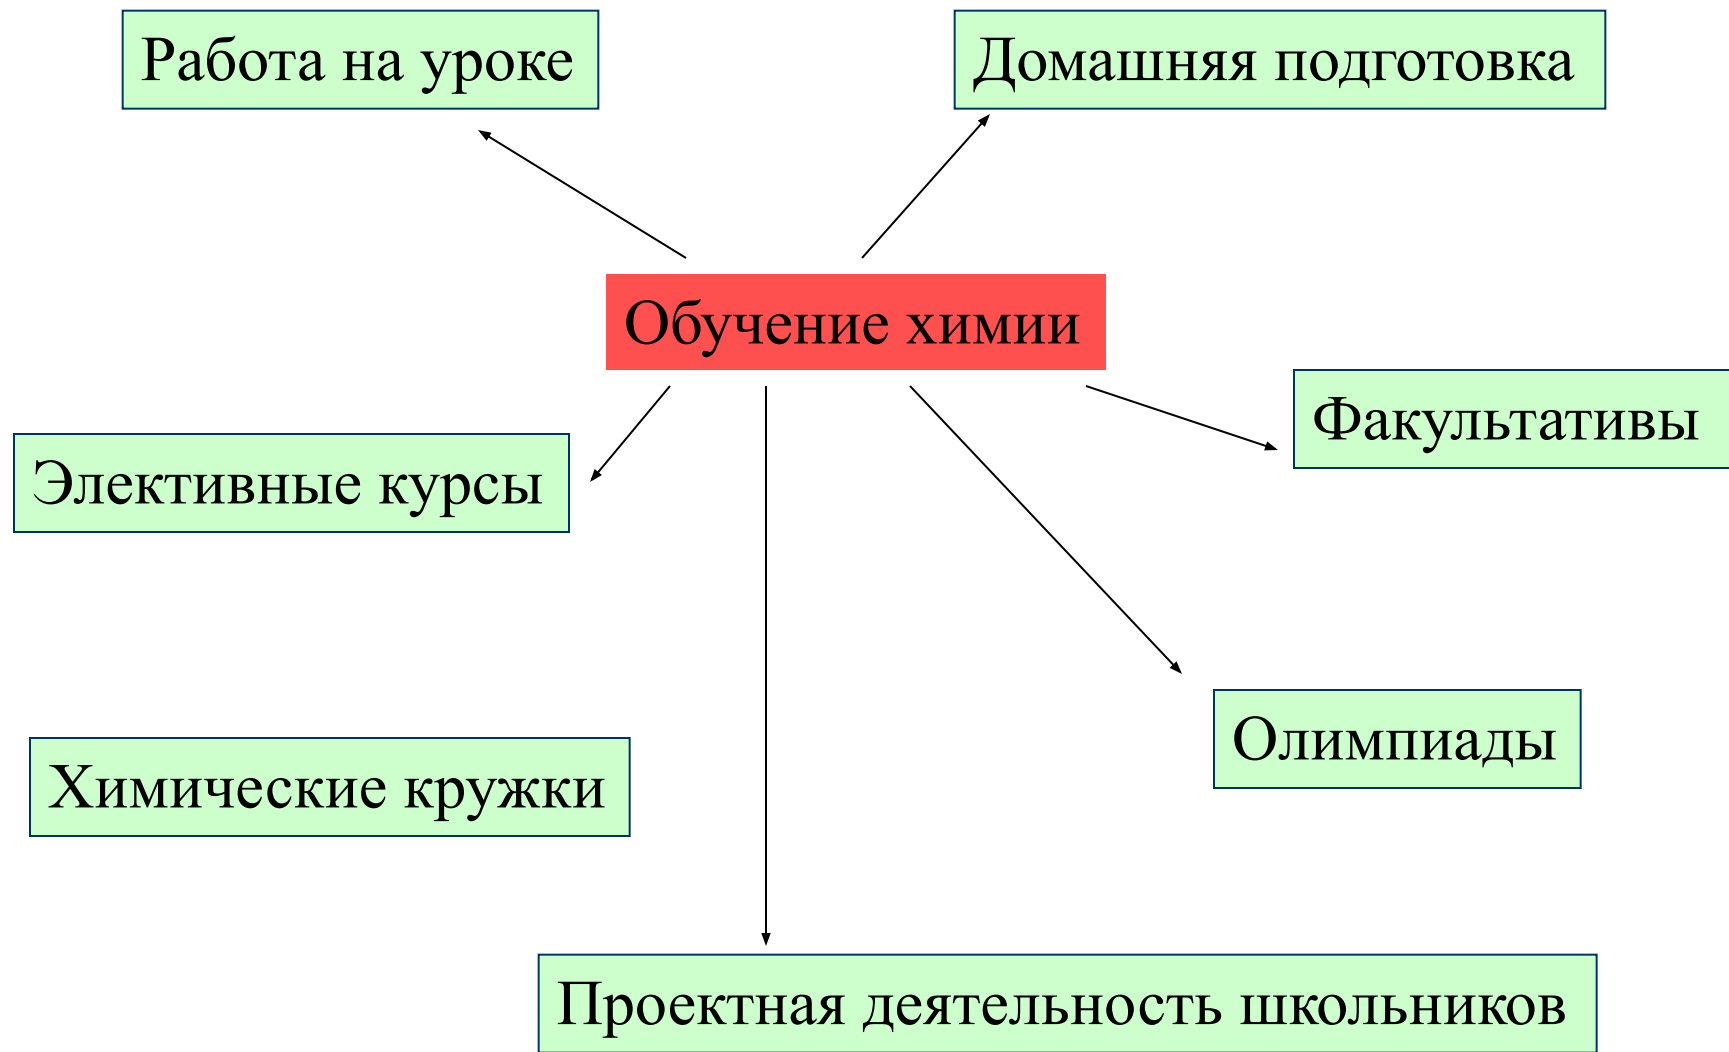 Работа на уроке
Домашняя подготовка
Обучение химии
Факультативы
Элективные курсы
Олимпиады
Химические кружки
Проектная деятельность школьников